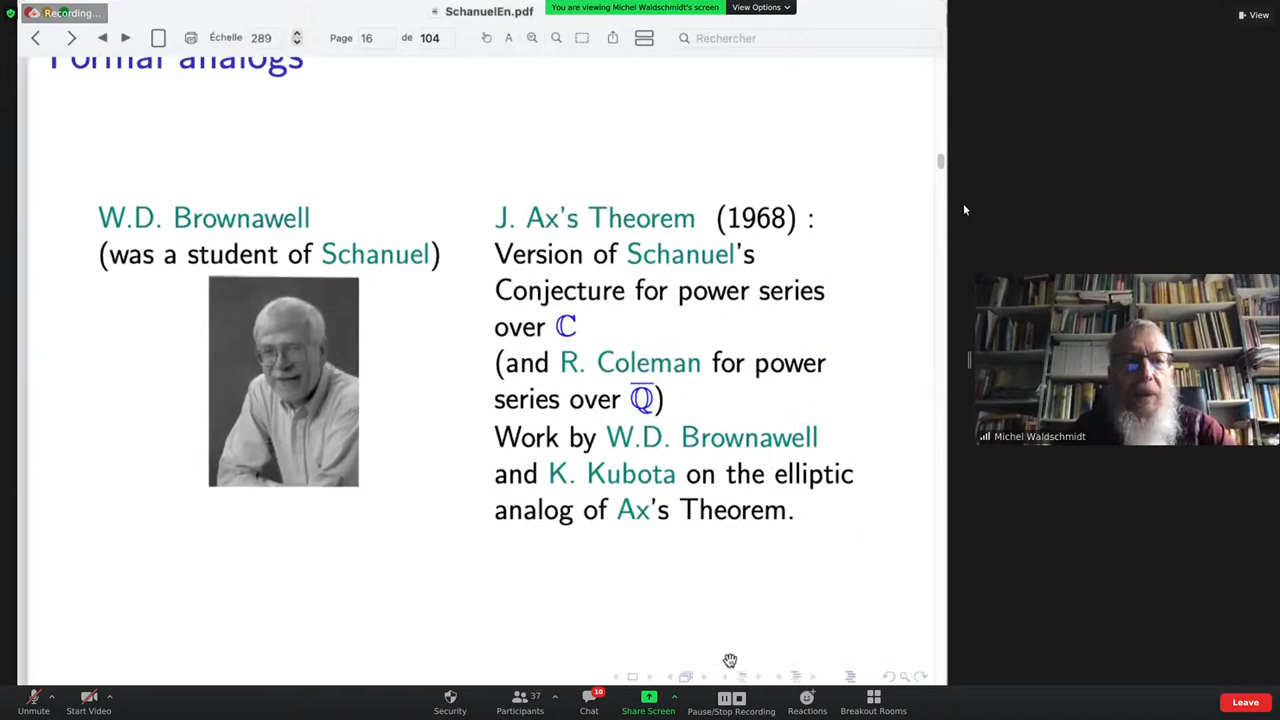 Recording...
SchanuelEn.pdf
You are viewing Michel Waldschmidt's screen
View Options
View
Échelle 289
Page 16 de 104
Rechercher
Formal analogs
W.D. Brownawell
(was a student of Schanuel)
J. Ax's Theorem (1968) :
Version of Schanuel's
Conjecture for power series
over ℂ
(and R. Coleman for power
series over ℚ̅)
Work by W.D. Brownawell
and K. Kubota on the elliptic
analog of Ax's Theorem.
Michel Waldschmidt
Unmute
Start Video
Security
Participants 37
Chat 10
Share Screen
Pause/Stop Recording
Reactions
Breakout Rooms
Leave